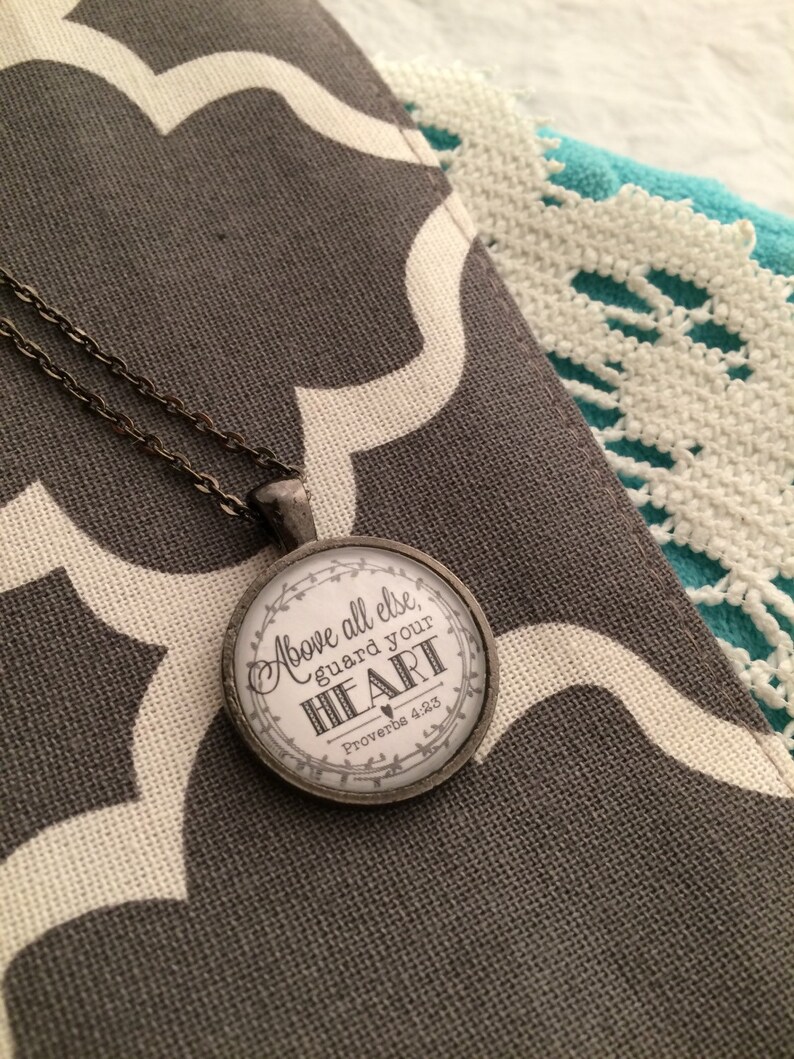 Above all else,
guard your
HEART
Proverbs 4:23